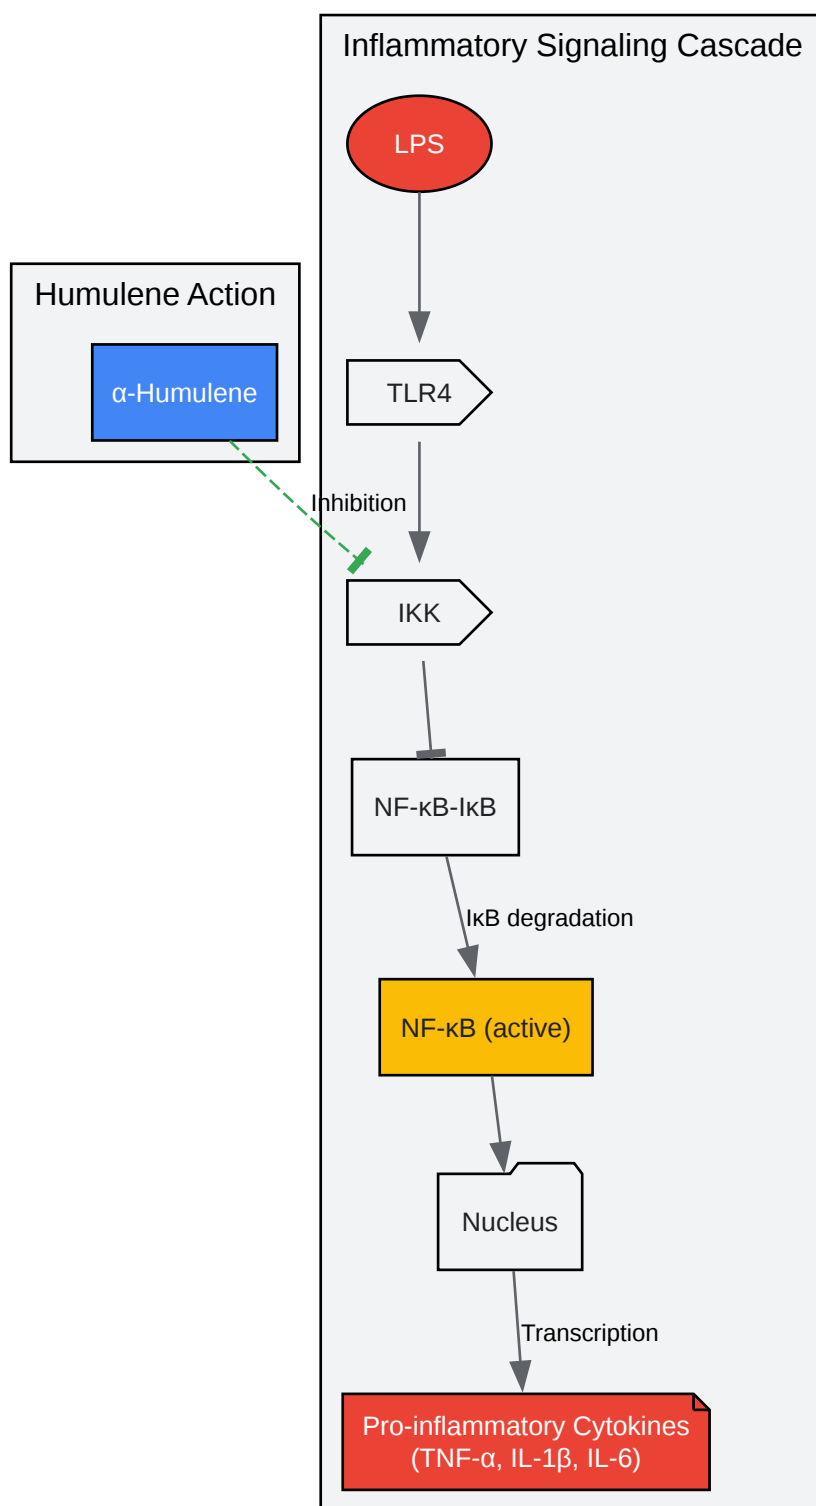 Inflammatory Signaling Cascade
LPS
Humulene Action
α-Humulene
TLR4
Inhibition
IKK
NF-κB-IκB
IκB degradation
NF-κB (active)
Nucleus
Transcription
Pro-inflammatory Cytokines
(TNF-α, IL-1β, IL-6)